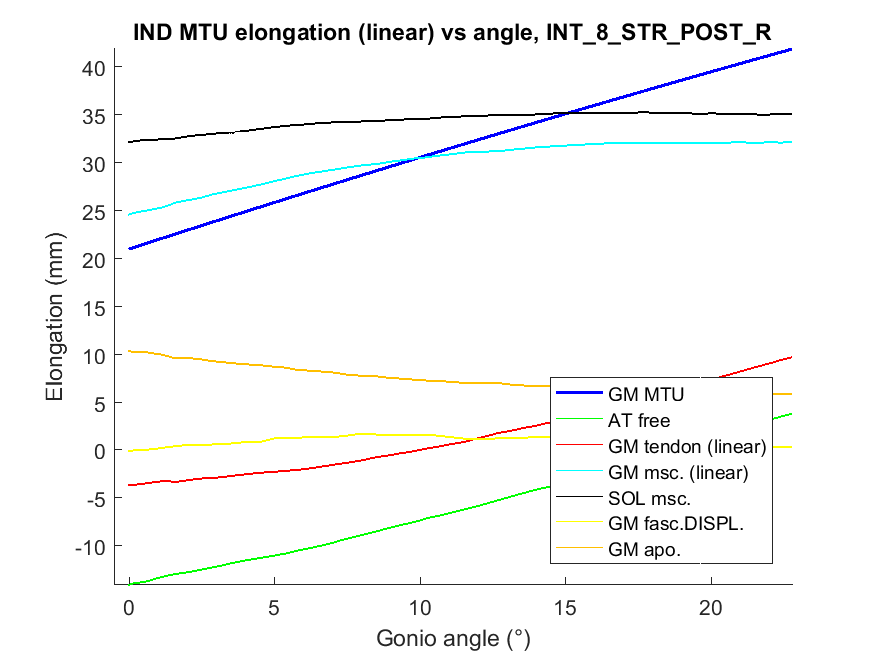 IND MTU elongation (linear) vs angle, INT_8_STR_POST_R
40
35
30
25
20
15
10
5
0
-5
-10
Elongation (mm)
GM MTU
AT free
GM tendon (linear)
GM msc. (linear)
SOL msc.
GM fasc.DISPL.
GM apo.
0 5 10 15 20
Gonio angle (°)